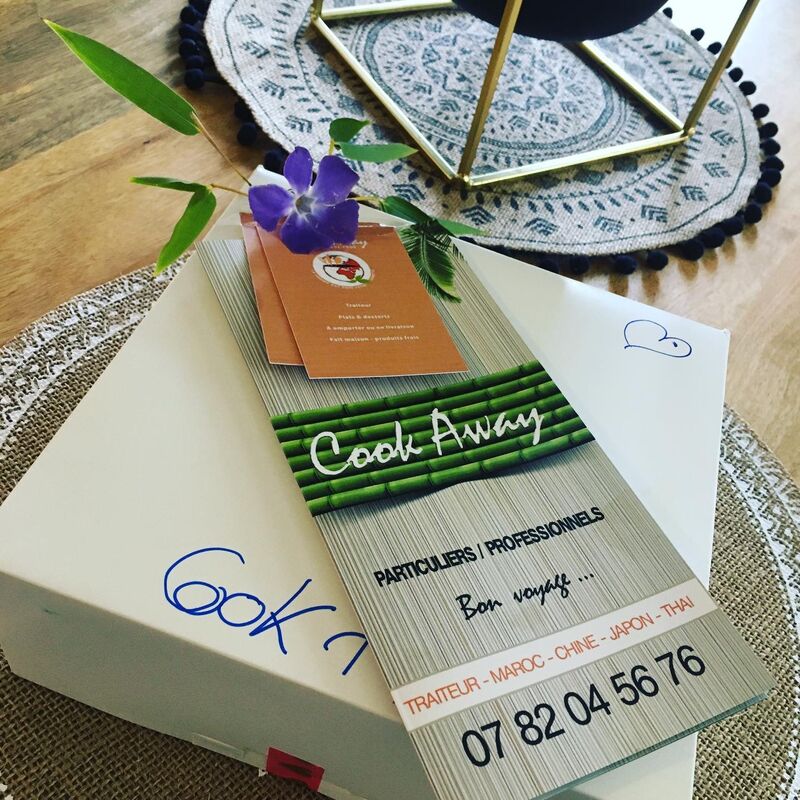 Traiteur
Plats & desserts
à emporter ou en livraison
Fait maison - produits frais
Cook Away
PARTICULIERS / PROFESSIONNELS
Bon voyage ...
TRAITEUR - MAROC - CHINE - JAPON - THAI
07 82 04 56 76
COOK